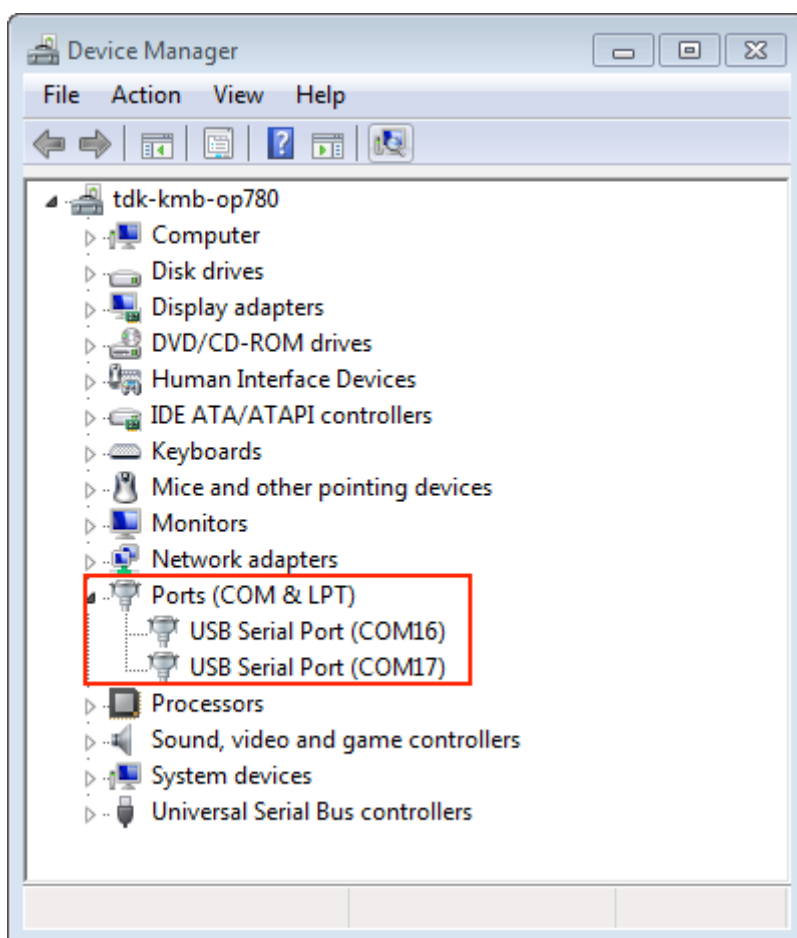 Device Manager
File Action View Help
tdk-kmb-op780
Computer
Disk drives
Display adapters
DVD/CD-ROM drives
Human Interface Devices
IDE ATA/ATAPI controllers
Keyboards
Mice and other pointing devices
Monitors
Network adapters
Ports (COM & LPT)
USB Serial Port (COM16)
USB Serial Port (COM17)
Processors
Sound, video and game controllers
System devices
Universal Serial Bus controllers